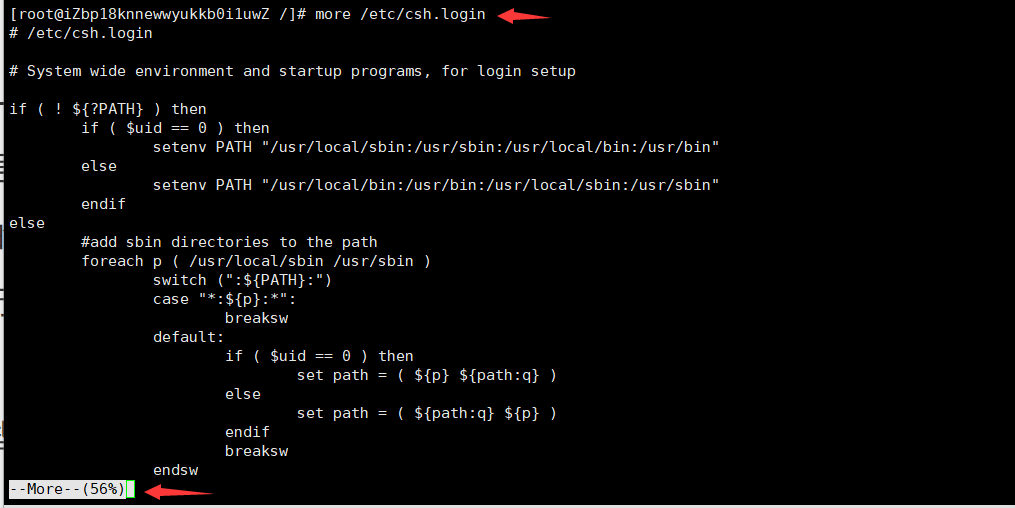 [root@iZbp18knnewwyukkb0i1uwZ /]# more /etc/csh.login
# /etc/csh.login

# System wide environment and startup programs, for login setup

if ( ! ${?PATH} ) then
        if ( $uid == 0 ) then
                setenv PATH "/usr/local/sbin:/usr/sbin:/usr/local/bin:/usr/bin"
        else
                setenv PATH "/usr/local/bin:/usr/bin:/usr/local/sbin:/usr/sbin"
        endif
else
        #add sbin directories to the path
        foreach p ( /usr/local/sbin /usr/sbin )
                switch (":${PATH}:")
                case "*:${p}:*":
                        breaksw
                default:
                        if ( $uid == 0 ) then
                                set path = ( ${p} ${path:q} )
                        else
                                set path = ( ${path:q} ${p} )
                        endif
                        breaksw
                endsw
--More--(56%)